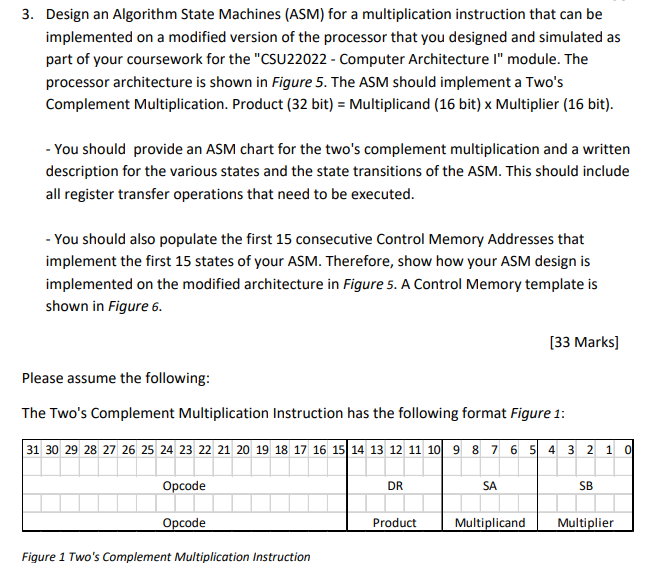 3. Design an Algorithm State Machines (ASM) for a multiplication instruction that can be
implemented on a modified version of the processor that you designed and simulated as
part of your coursework for the "CSU22022 - Computer Architecture I" module. The
processor architecture is shown in Figure 5. The ASM should implement a Two's
Complement Multiplication. Product (32 bit) = Multiplicand (16 bit) x Multiplier (16 bit).
- You should provide an ASM chart for the two's complement multiplication and a written
description for the various states and the state transitions of the ASM. This should include
all register transfer operations that need to be executed.
- You should also populate the first 15 consecutive Control Memory Addresses that
implement the first 15 states of your ASM. Therefore, show how your ASM design is
implemented on the modified architecture in Figure 5. A Control Memory template is
shown in Figure 6.
[33 Marks]
Please assume the following:
The Two's Complement Multiplication Instruction has the following format Figure 1:
31 30 29 28 27 26 25 24 23 22 21 20 19 18 17 16 15 14 13 12 11 10 9 8 7 6 5 4 3 2 1 0
Opcode DR SA SB
Opcode Product Multiplicand Multiplier
Figure 1 Two's Complement Multiplication Instruction